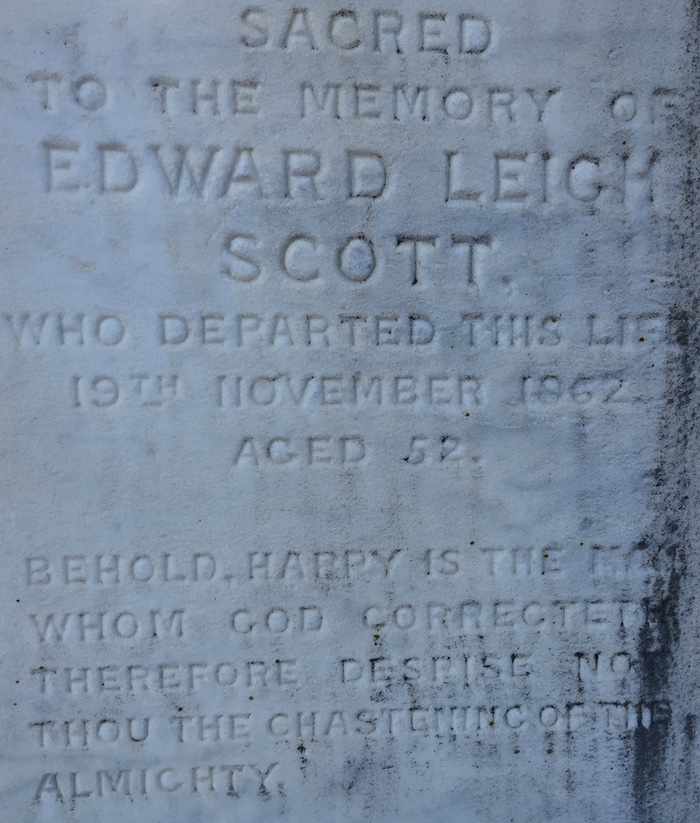 SACRED
TO THE MEMORY OF
EDWARD LEIGH
SCOTT.
WHO DEPARTED THIS LIFE
19TH NOVEMBER 1862.
AGED 52.
BEHOLD, HAPPY IS THE MAN
WHOM GOD CORRECTETH
THEREFORE DESPISE NOT
THOU THE CHASTENING OF THE
ALMIGHTY.